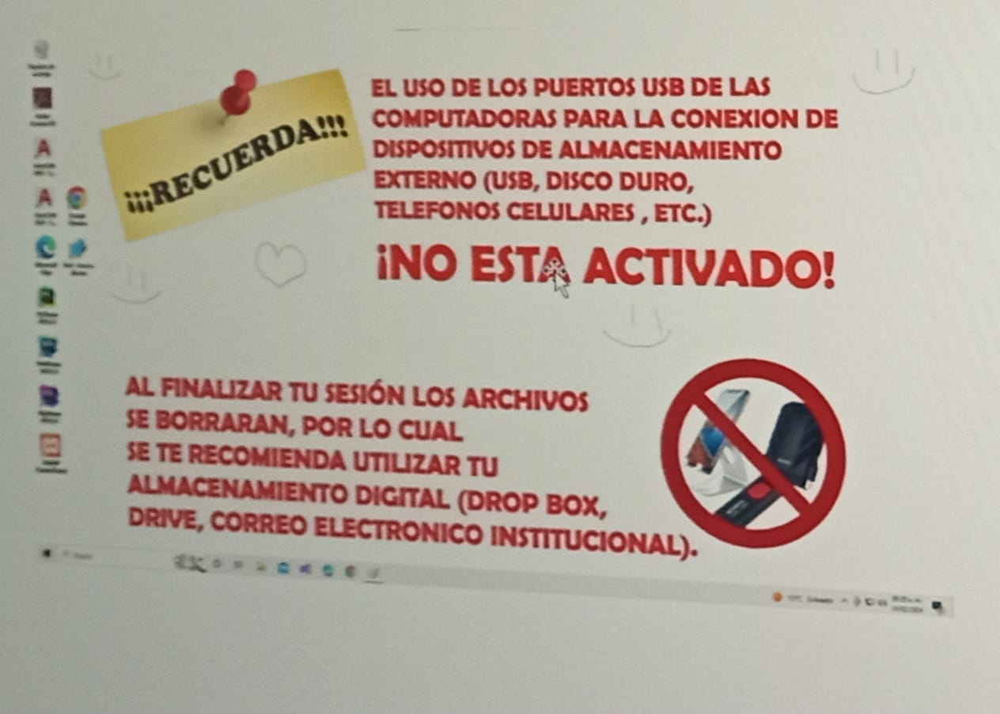 ¡¡¡RECUERDA!!!
EL USO DE LOS PUERTOS USB DE LAS
COMPUTADORAS PARA LA CONEXION DE
DISPOSITIVOS DE ALMACENAMIENTO
EXTERNO (USB, DISCO DURO,
TELEFONOS CELULARES , ETC.)
¡NO ESTA ACTIVADO!
AL FINALIZAR TU SESIÓN LOS ARCHIVOS
SE BORRARAN, POR LO CUAL
SE TE RECOMIENDA UTILIZAR TU
ALMACENAMIENTO DIGITAL (DROP BOX,
DRIVE, CORREO ELECTRONICO INSTITUCIONAL).